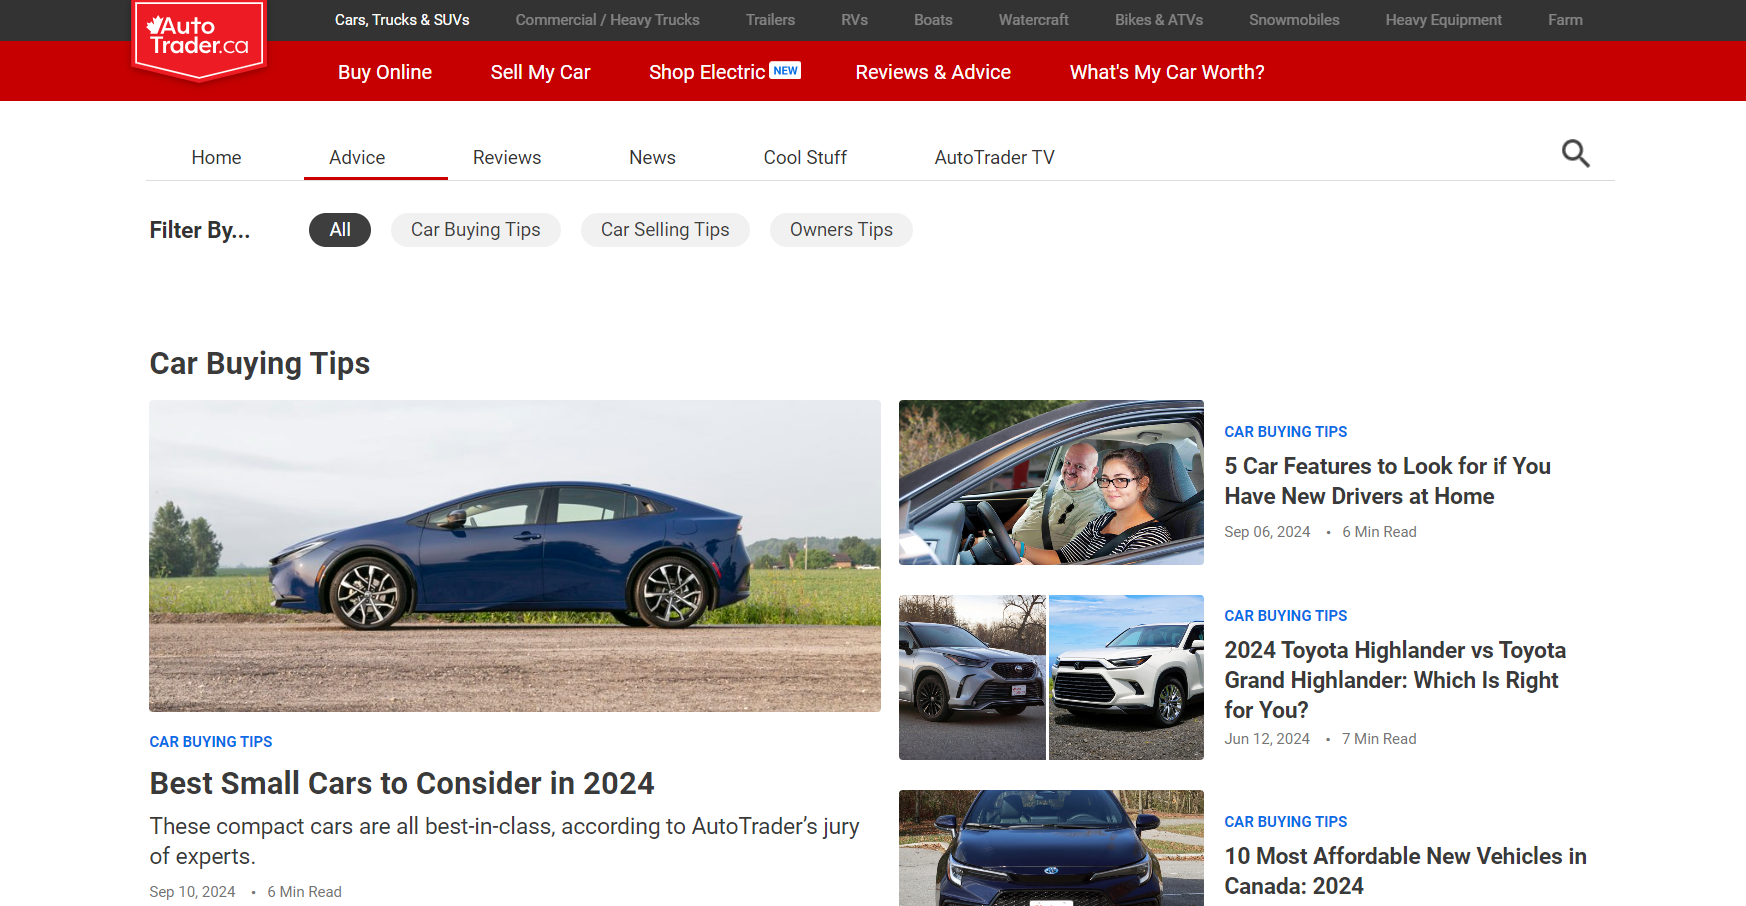 Auto
Trader.ca
Cars, Trucks & SUVs
Commercial / Heavy Trucks
Trailers
RVs
Boats
Watercraft
Bikes & ATVs
Snowmobiles
Heavy Equipment
Farm
Buy Online
Sell My Car
Shop Electric NEW
Reviews & Advice
What's My Car Worth?
Home
Advice
Reviews
News
Cool Stuff
AutoTrader TV
Filter By...
All
Car Buying Tips
Car Selling Tips
Owners Tips
Car Buying Tips
CAR BUYING TIPS
Best Small Cars to Consider in 2024
These compact cars are all best-in-class, according to AutoTrader’s jury
of experts.
Sep 10, 2024 • 6 Min Read
CAR BUYING TIPS
5 Car Features to Look for if You
Have New Drivers at Home
Sep 06, 2024 • 6 Min Read
CAR BUYING TIPS
2024 Toyota Highlander vs Toyota
Grand Highlander: Which Is Right
for You?
Jun 12, 2024 • 7 Min Read
CAR BUYING TIPS
10 Most Affordable New Vehicles in
Canada: 2024